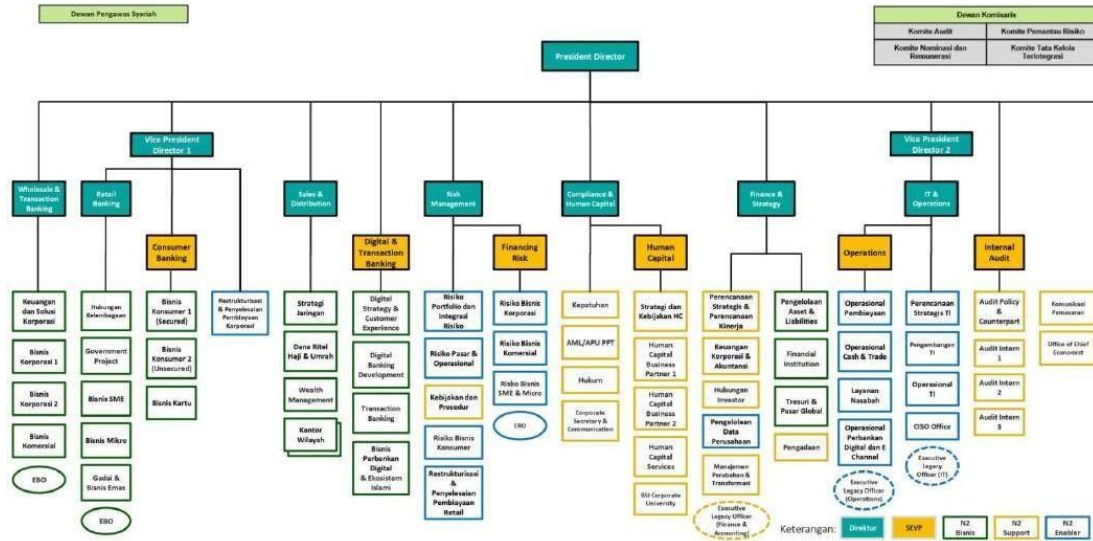 Dewan Pengawas Syariah
Dewan Komisaris
Komite Audit
Komite Pemantau Risiko
Komite Nominasi dan
Remunerasi
Komite Tata Kelola
Terintegrasi
President Director
Vice President
Director 1
Vice President
Director 2
Wholesale &
Transaction
Banking
Retail
Banking
Sales &
Distribution
Risk
Management
Compliance &
Human Capital
Finance &
Strategy
IT &
Operations
Consumer
Banking
Digital &
Transaction
Banking
Financing
Risk
Human
Capital
Operations
Internal
Audit
Keuangan
dan Solusi
Korporasi
Bisnis
Korporasi 1
Bisnis
Korporasi 2
Bisnis
Komersial
EBO
Hubungan
Kelembagaan
Government
Project
Bisnis SME
Bisnis Mikro
Gadai &
Bisnis Emas
EBO
Bisnis
Konsumer 1
(Secured)
Bisnis
Konsumer 2
(Unsecured)
Bisnis Kartu
Restrukturisasi
& Penyelesaian
Pembiayaan
Korporasi
Strategi
Jaringan
Dana Ritel
Haji & Umrah
Wealth
Management
Kantor
Wilayah
Digital
Strategy &
Customer
Experience
Digital
Banking
Development
Transaction
Banking
Bisnis
Perbankan
Digital &
Ekosistem
Islami
Risiko
Portfolio dan
Integrasi
Risiko
Risiko Pasar &
Operasional
Kebijakan dan
Prosedur
Risiko Bisnis
Konsumer
Restrukturisasi
&
Penyelesaian
Pembiayaan
Retail
Risiko Bisnis
Korporasi
Risiko Bisnis
Komersial
Risiko Bisnis
SME & Micro
EBO
Kepatuhan
AML/APU PPT
Hukum
Corporate
Secretary &
Communication
Strategi dan
Kebijakan HC
Human
Capital
Business
Partner 1
Human
Capital
Business
Partner 2
Human
Capital
Services
BSI Corporate
University
Perencanaan
Strategis &
Perencanaan
Kinerja
Keuangan
Korporasi &
Akuntansi
Hubungan
Investor
Pengelolaan
Data
Perusahaan
Manajemen
Perubahan &
Transformasi
Executive
Legacy Officer
(Finance &
Accounting)
Pengelolaan
Asset &
Liabilities
Financial
Institution
Tresuri &
Pasar Global
Pengadaan
Operasional
Pembiayaan
Operasional
Cash & Trade
Layanan
Nasabah
Operasional
Perbankan
Digital dan E
Channel
Executive
Legacy Officer
(Operations)
Perencanaan
Strategis TI
Pengembangan
TI
Operasional
TI
CISO Office
Executive
Legacy
Officer (IT)
Audit Policy
&
Counterpart
Audit Intern
1
Audit Intern
2
Audit Intern
3
Komunikasi
Pemasaran
Office of Chief
Economist
Keterangan:
Direktur
SEVP
N2
Bisnis
N2
Support
N2
Enabler